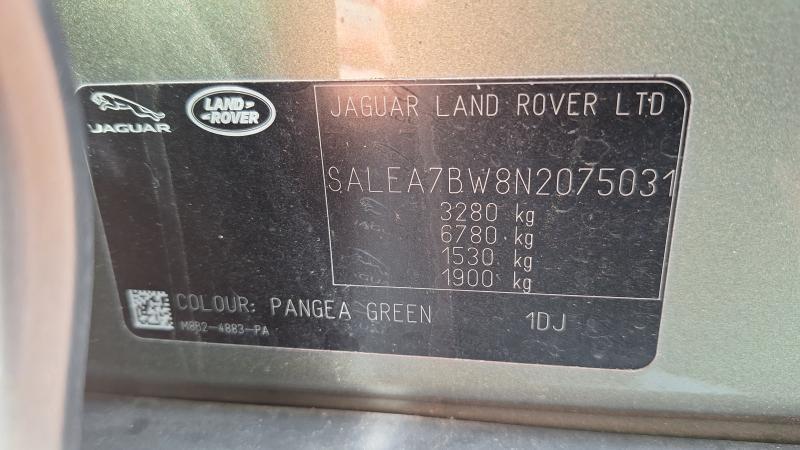 JAGUAR
LAND
ROVER
JAGUAR LAND ROVER LTD
SALEA7BW8N2075031
3280 kg
6780 kg
1530 kg
1900 kg
COLOUR: PANGEA GREEN 1DJ
M8B2-4883-PA